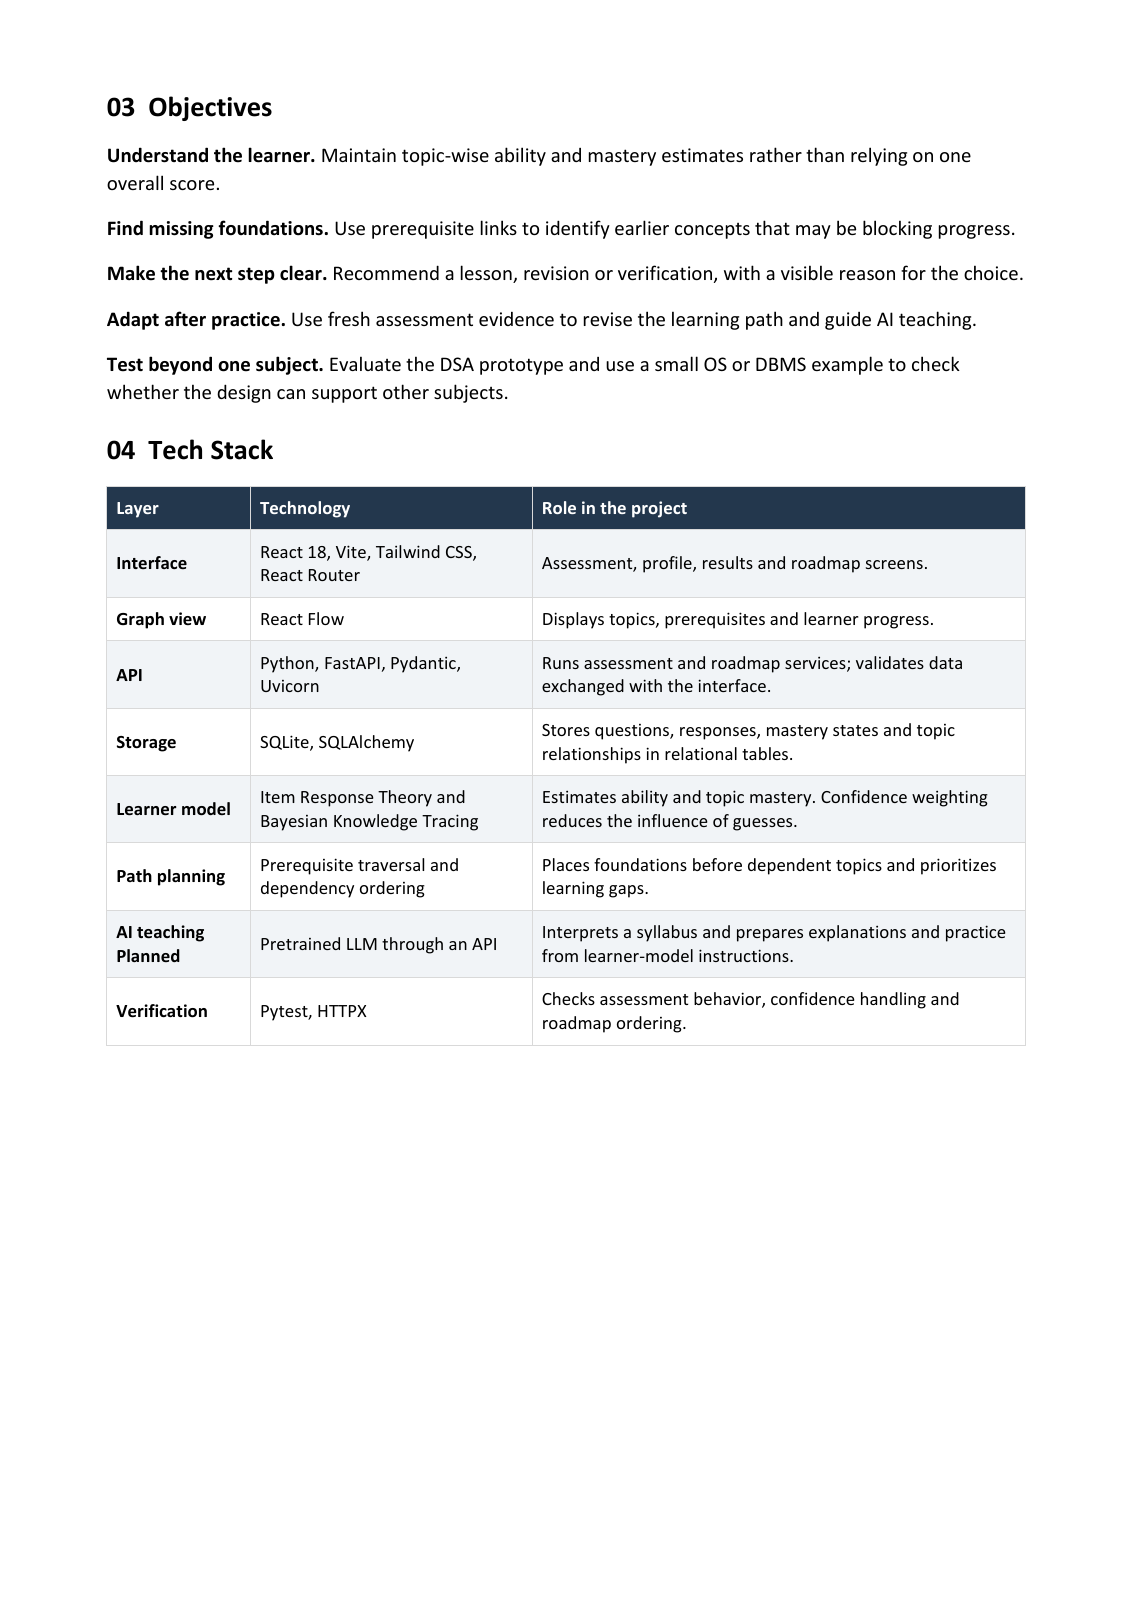 03 Objectives
Understand the learner. Maintain topic-wise ability and mastery estimates rather than relying on one
overall score.
Find missing foundations. Use prerequisite links to identify earlier concepts that may be blocking progress.
Make the next step clear. Recommend a lesson, revision or verification, with a visible reason for the choice.
Adapt after practice. Use fresh assessment evidence to revise the learning path and guide AI teaching.
Test beyond one subject. Evaluate the DSA prototype and use a small OS or DBMS example to check
whether the design can support other subjects.
04 Tech Stack
Layer
Technology
Role in the project
Interface
React 18, Vite, Tailwind CSS,
React Router
Assessment, profile, results and roadmap screens.
Graph view
React Flow
Displays topics, prerequisites and learner progress.
API
Python, FastAPI, Pydantic,
Uvicorn
Runs assessment and roadmap services; validates data
exchanged with the interface.
Storage
SQLite, SQLAlchemy
Stores questions, responses, mastery states and topic
relationships in relational tables.
Learner model
Item Response Theory and
Bayesian Knowledge Tracing
Estimates ability and topic mastery. Confidence weighting
reduces the influence of guesses.
Path planning
Prerequisite traversal and
dependency ordering
Places foundations before dependent topics and prioritizes
learning gaps.
AI teaching
Planned
Pretrained LLM through an API
Interprets a syllabus and prepares explanations and practice
from learner-model instructions.
Verification
Pytest, HTTPX
Checks assessment behavior, confidence handling and
roadmap ordering.